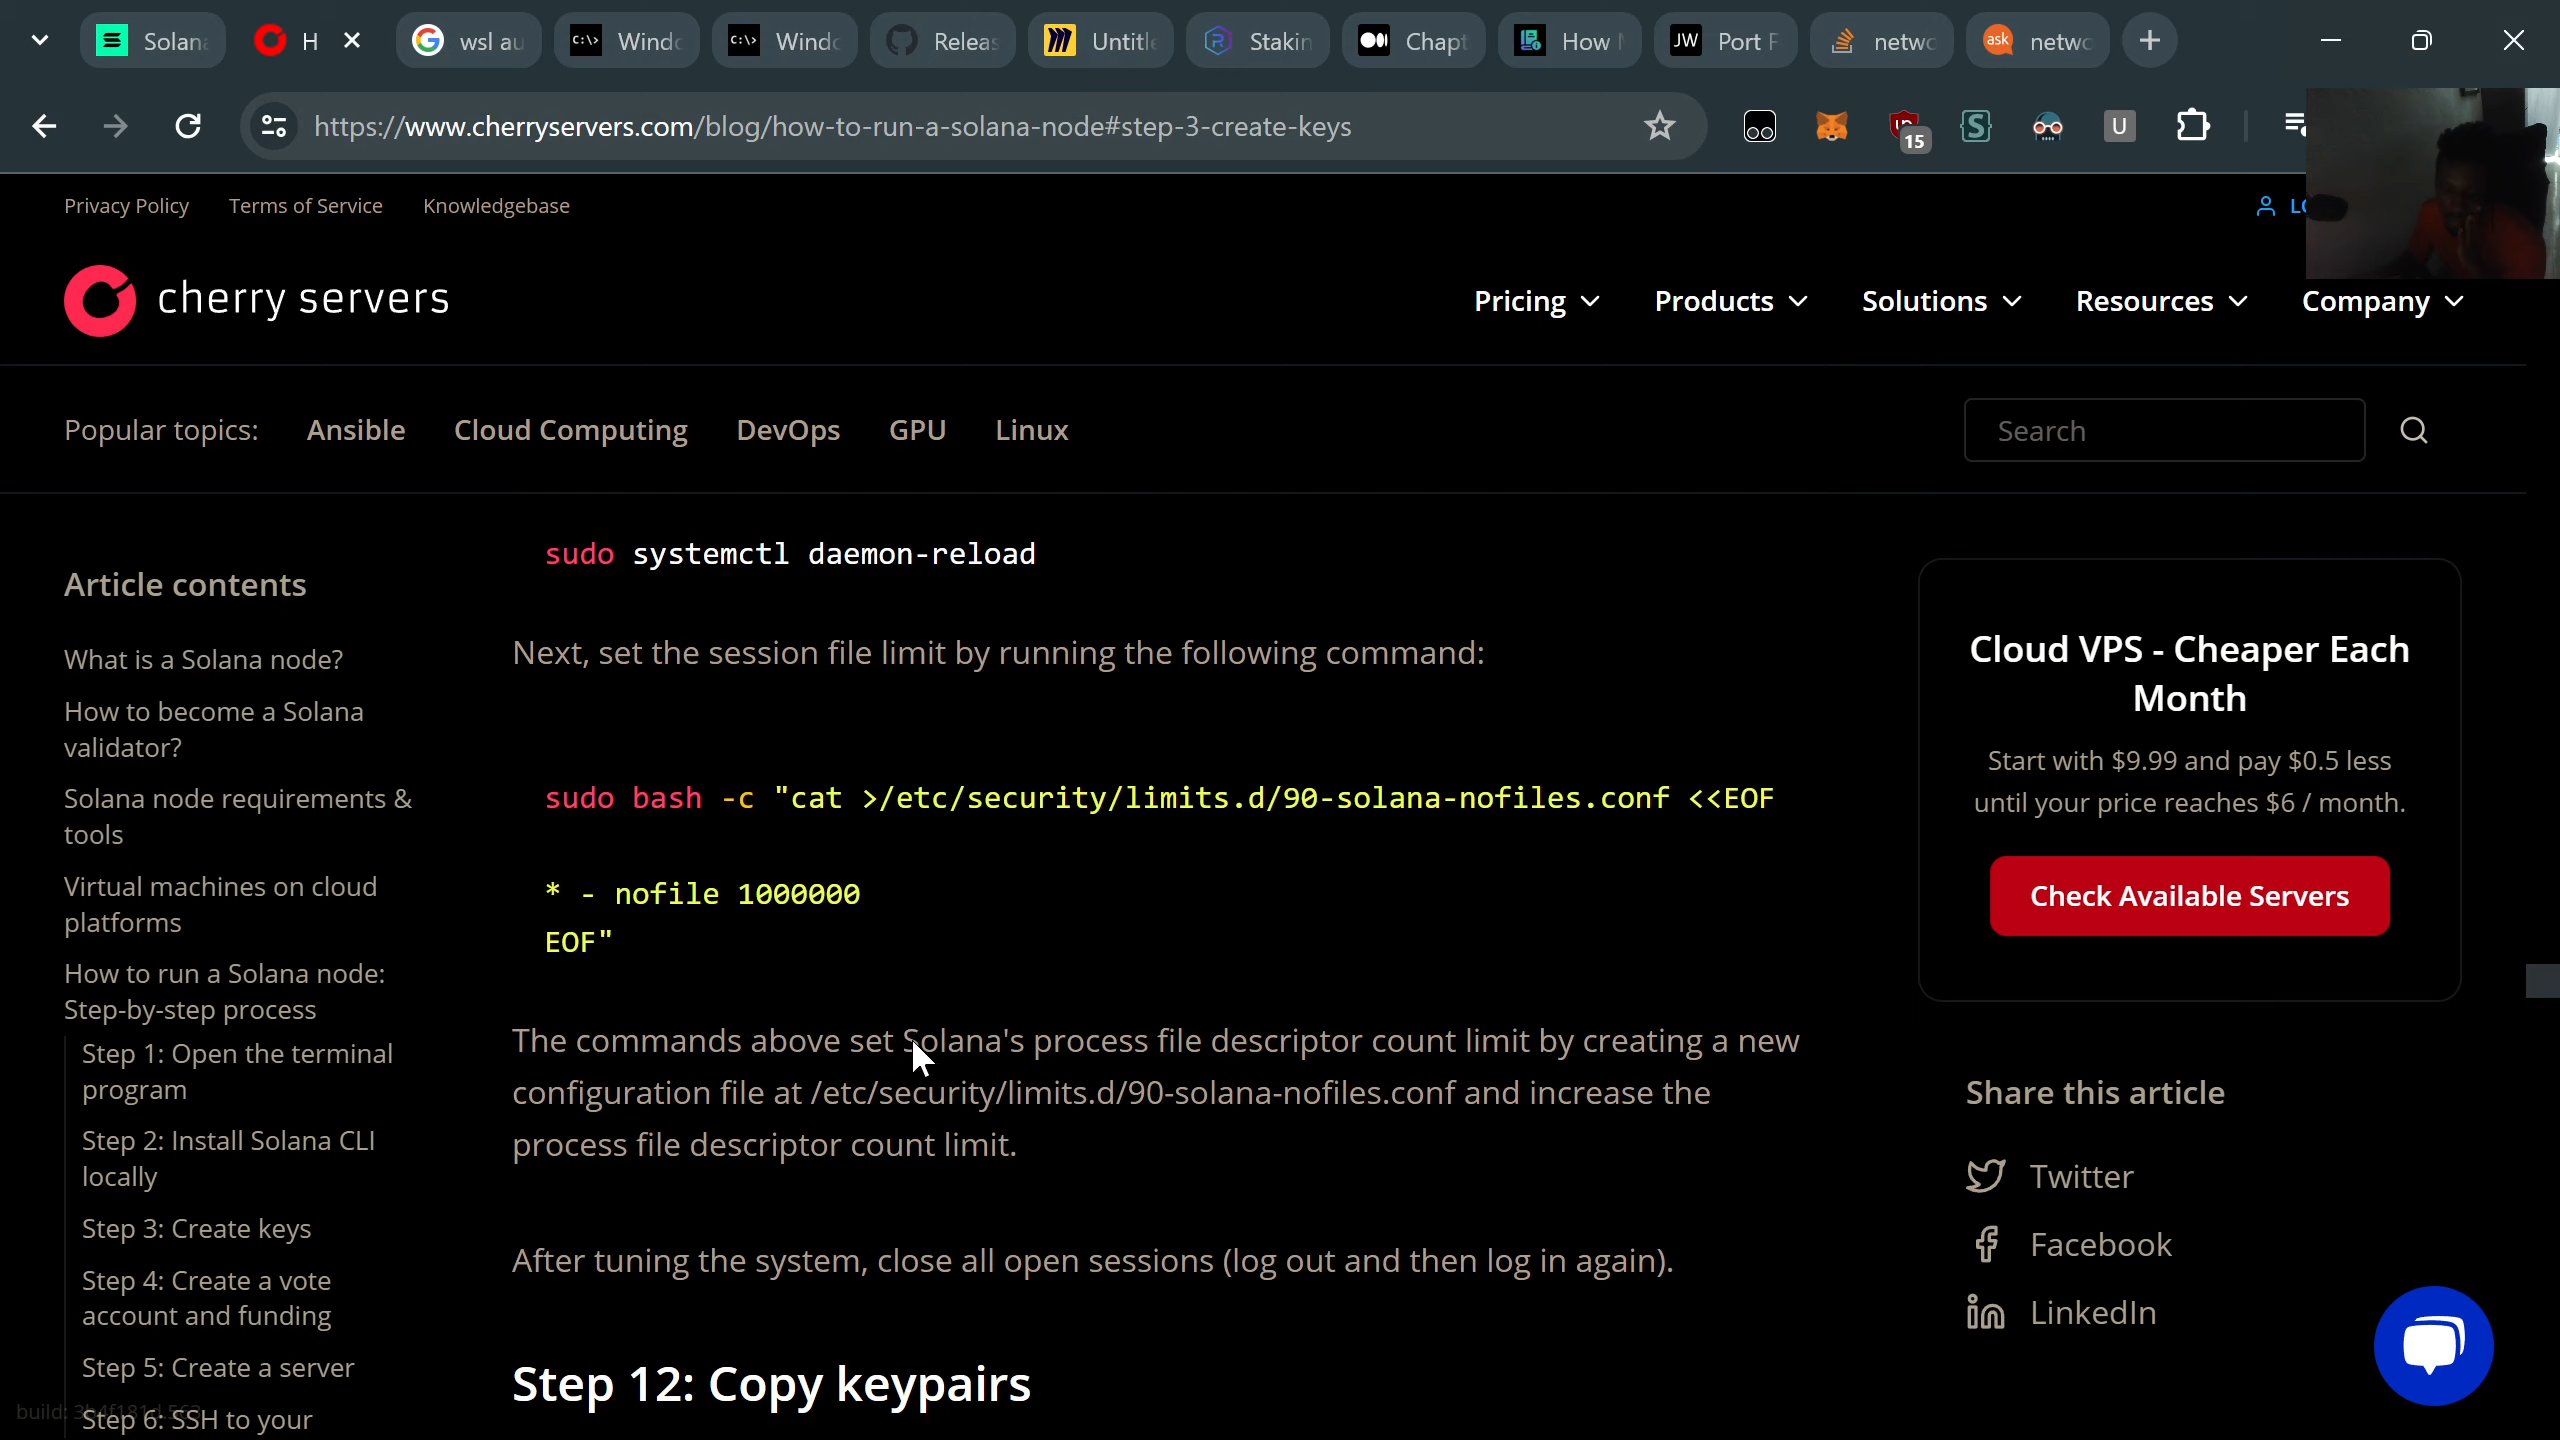 Solana
H
wsl au
Windo
Windo
Releas
Untitle
Stakin
Chapt
How
JW Port F
netwo
ask netwo
https://www.cherryservers.com/blog/how-to-run-a-solana-node#step-3-create-keys
15
U
Privacy Policy Terms of Service Knowledgebase
cherry servers
Pricing Products Solutions Resources Company
Popular topics: Ansible Cloud Computing DevOps GPU Linux
Search
Article contents
What is a Solana node?
How to become a Solana
validator?
Solana node requirements &
tools
Virtual machines on cloud
platforms
How to run a Solana node:
Step-by-step process
Step 1: Open the terminal
program
Step 2: Install Solana CLI
locally
Step 3: Create keys
Step 4: Create a vote
account and funding
Step 5: Create a server
Step 6: SSH to your
sudo systemctl daemon-reload
Next, set the session file limit by running the following command:
sudo bash -c "cat >/etc/security/limits.d/90-solana-nofiles.conf <<EOF
* - nofile 1000000
EOF"
The commands above set Solana's process file descriptor count limit by creating a new
configuration file at /etc/security/limits.d/90-solana-nofiles.conf and increase the
process file descriptor count limit.
After tuning the system, close all open sessions (log out and then log in again).
Step 12: Copy keypairs
Cloud VPS - Cheaper Each
Month
Start with $9.99 and pay $0.5 less
until your price reaches $6 / month.
Check Available Servers
Share this article
Twitter
Facebook
LinkedIn